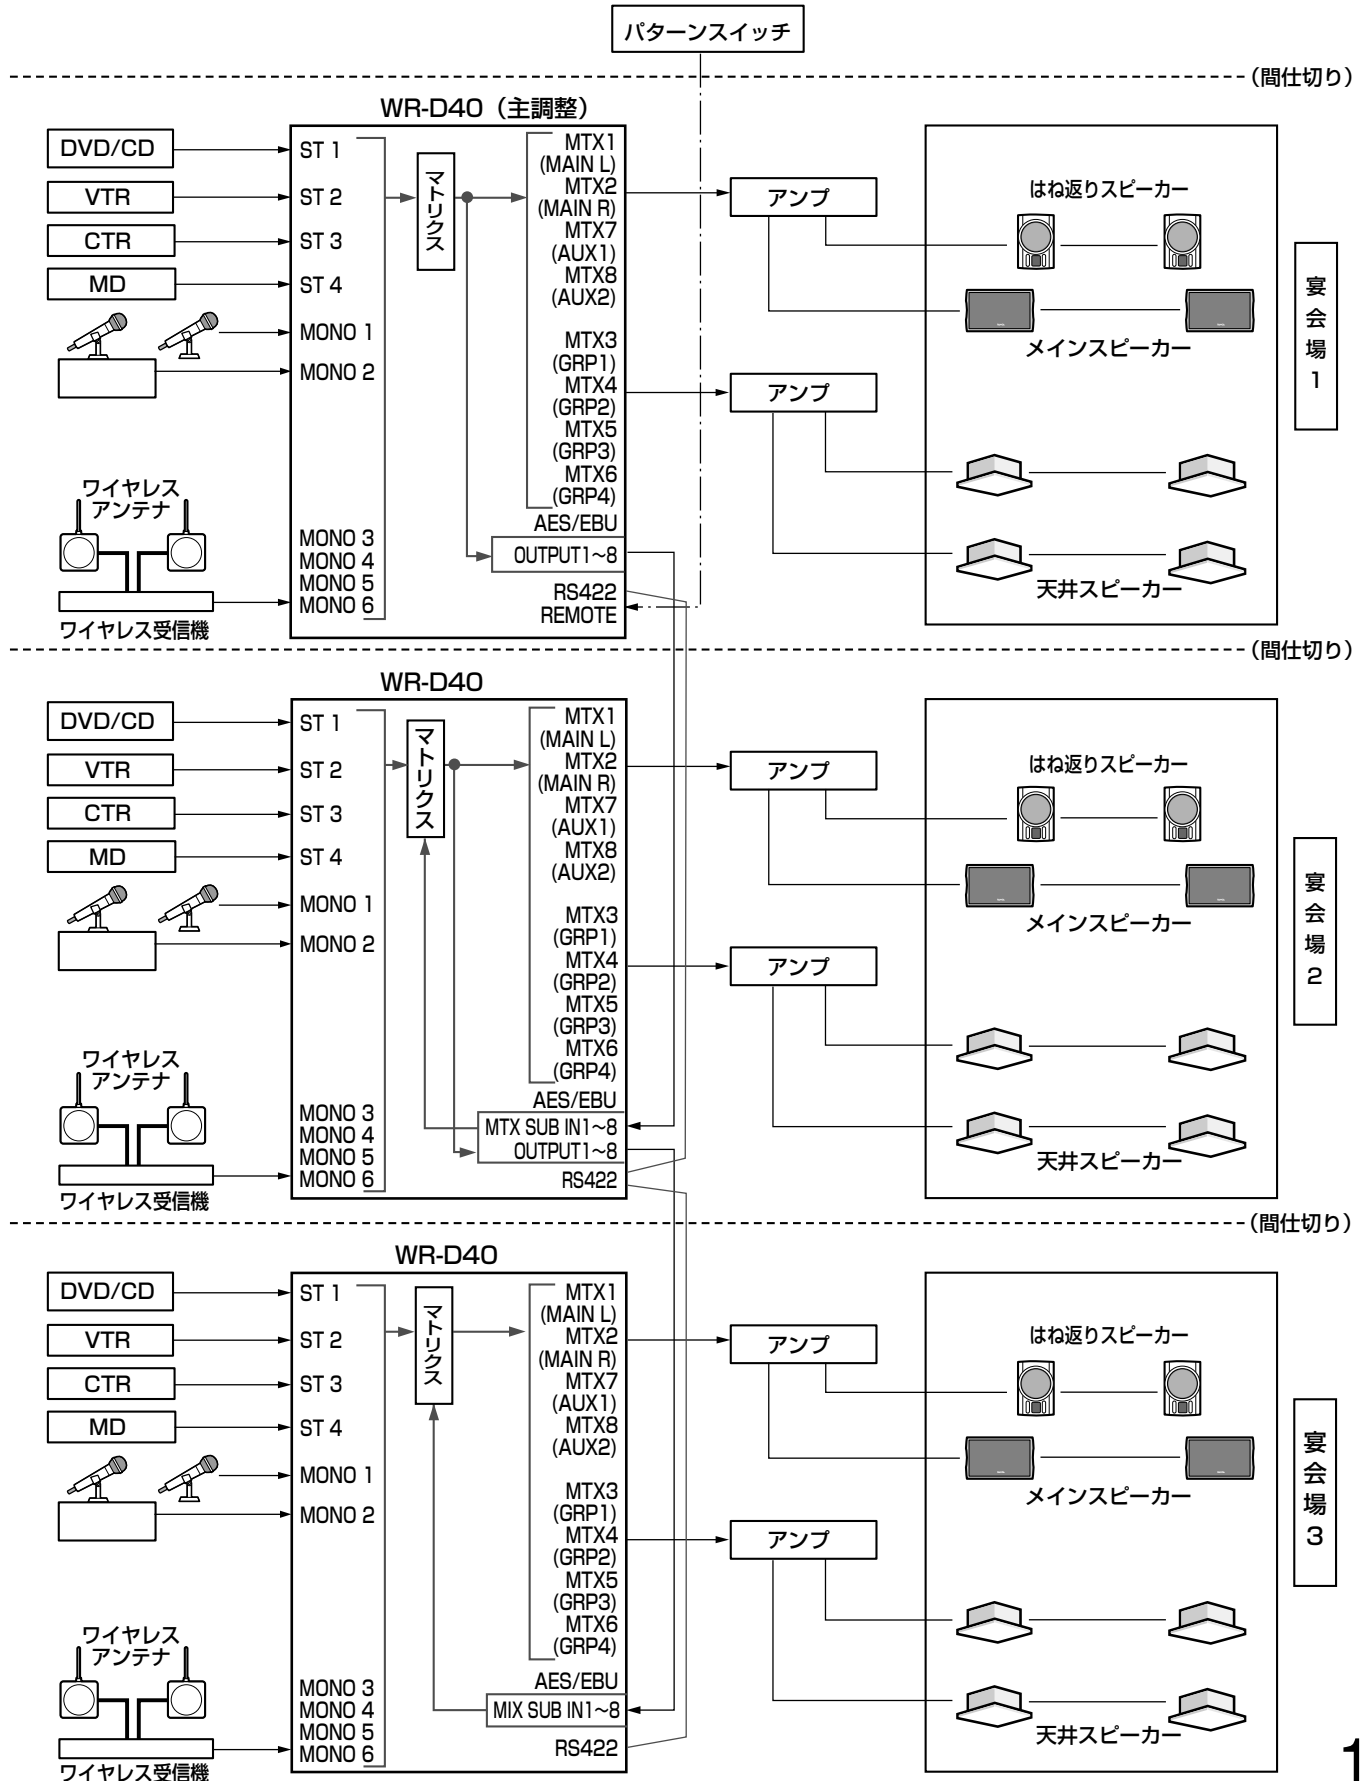 パターンスイッチ
(間仕切り)
WR-D40（主調整）
DVD/CD
VTR
CTR
MD
ワイヤレス
アンテナ
ワイヤレス受信機
ST 1
ST 2
ST 3
ST 4
MONO 1
MONO 2
MONO 3
MONO 4
MONO 5
MONO 6
マトリクス
MTX1
(MAIN L)
MTX2
(MAIN R)
MTX7
(AUX1)
MTX8
(AUX2)
MTX3
(GRP1)
MTX4
(GRP2)
MTX5
(GRP3)
MTX6
(GRP4)
AES/EBU
OUTPUT1~8
RS422
REMOTE
アンプ
アンプ
はね返りスピーカー
メインスピーカー
天井スピーカー
宴会場1
(間仕切り)
WR-D40
DVD/CD
VTR
CTR
MD
ワイヤレス
アンテナ
ワイヤレス受信機
ST 1
ST 2
ST 3
ST 4
MONO 1
MONO 2
MONO 3
MONO 4
MONO 5
MONO 6
マトリクス
MTX1
(MAIN L)
MTX2
(MAIN R)
MTX7
(AUX1)
MTX8
(AUX2)
MTX3
(GRP1)
MTX4
(GRP2)
MTX5
(GRP3)
MTX6
(GRP4)
AES/EBU
MTX SUB IN1~8
OUTPUT1~8
RS422
アンプ
アンプ
はね返りスピーカー
メインスピーカー
天井スピーカー
宴会場2
(間仕切り)
WR-D40
DVD/CD
VTR
CTR
MD
ワイヤレス
アンテナ
ワイヤレス受信機
ST 1
ST 2
ST 3
ST 4
MONO 1
MONO 2
MONO 3
MONO 4
MONO 5
MONO 6
マトリクス
MTX1
(MAIN L)
MTX2
(MAIN R)
MTX7
(AUX1)
MTX8
(AUX2)
MTX3
(GRP1)
MTX4
(GRP2)
MTX5
(GRP3)
MTX6
(GRP4)
AES/EBU
MIX SUB IN1~8
RS422
アンプ
アンプ
はね返りスピーカー
メインスピーカー
天井スピーカー
宴会場3
1